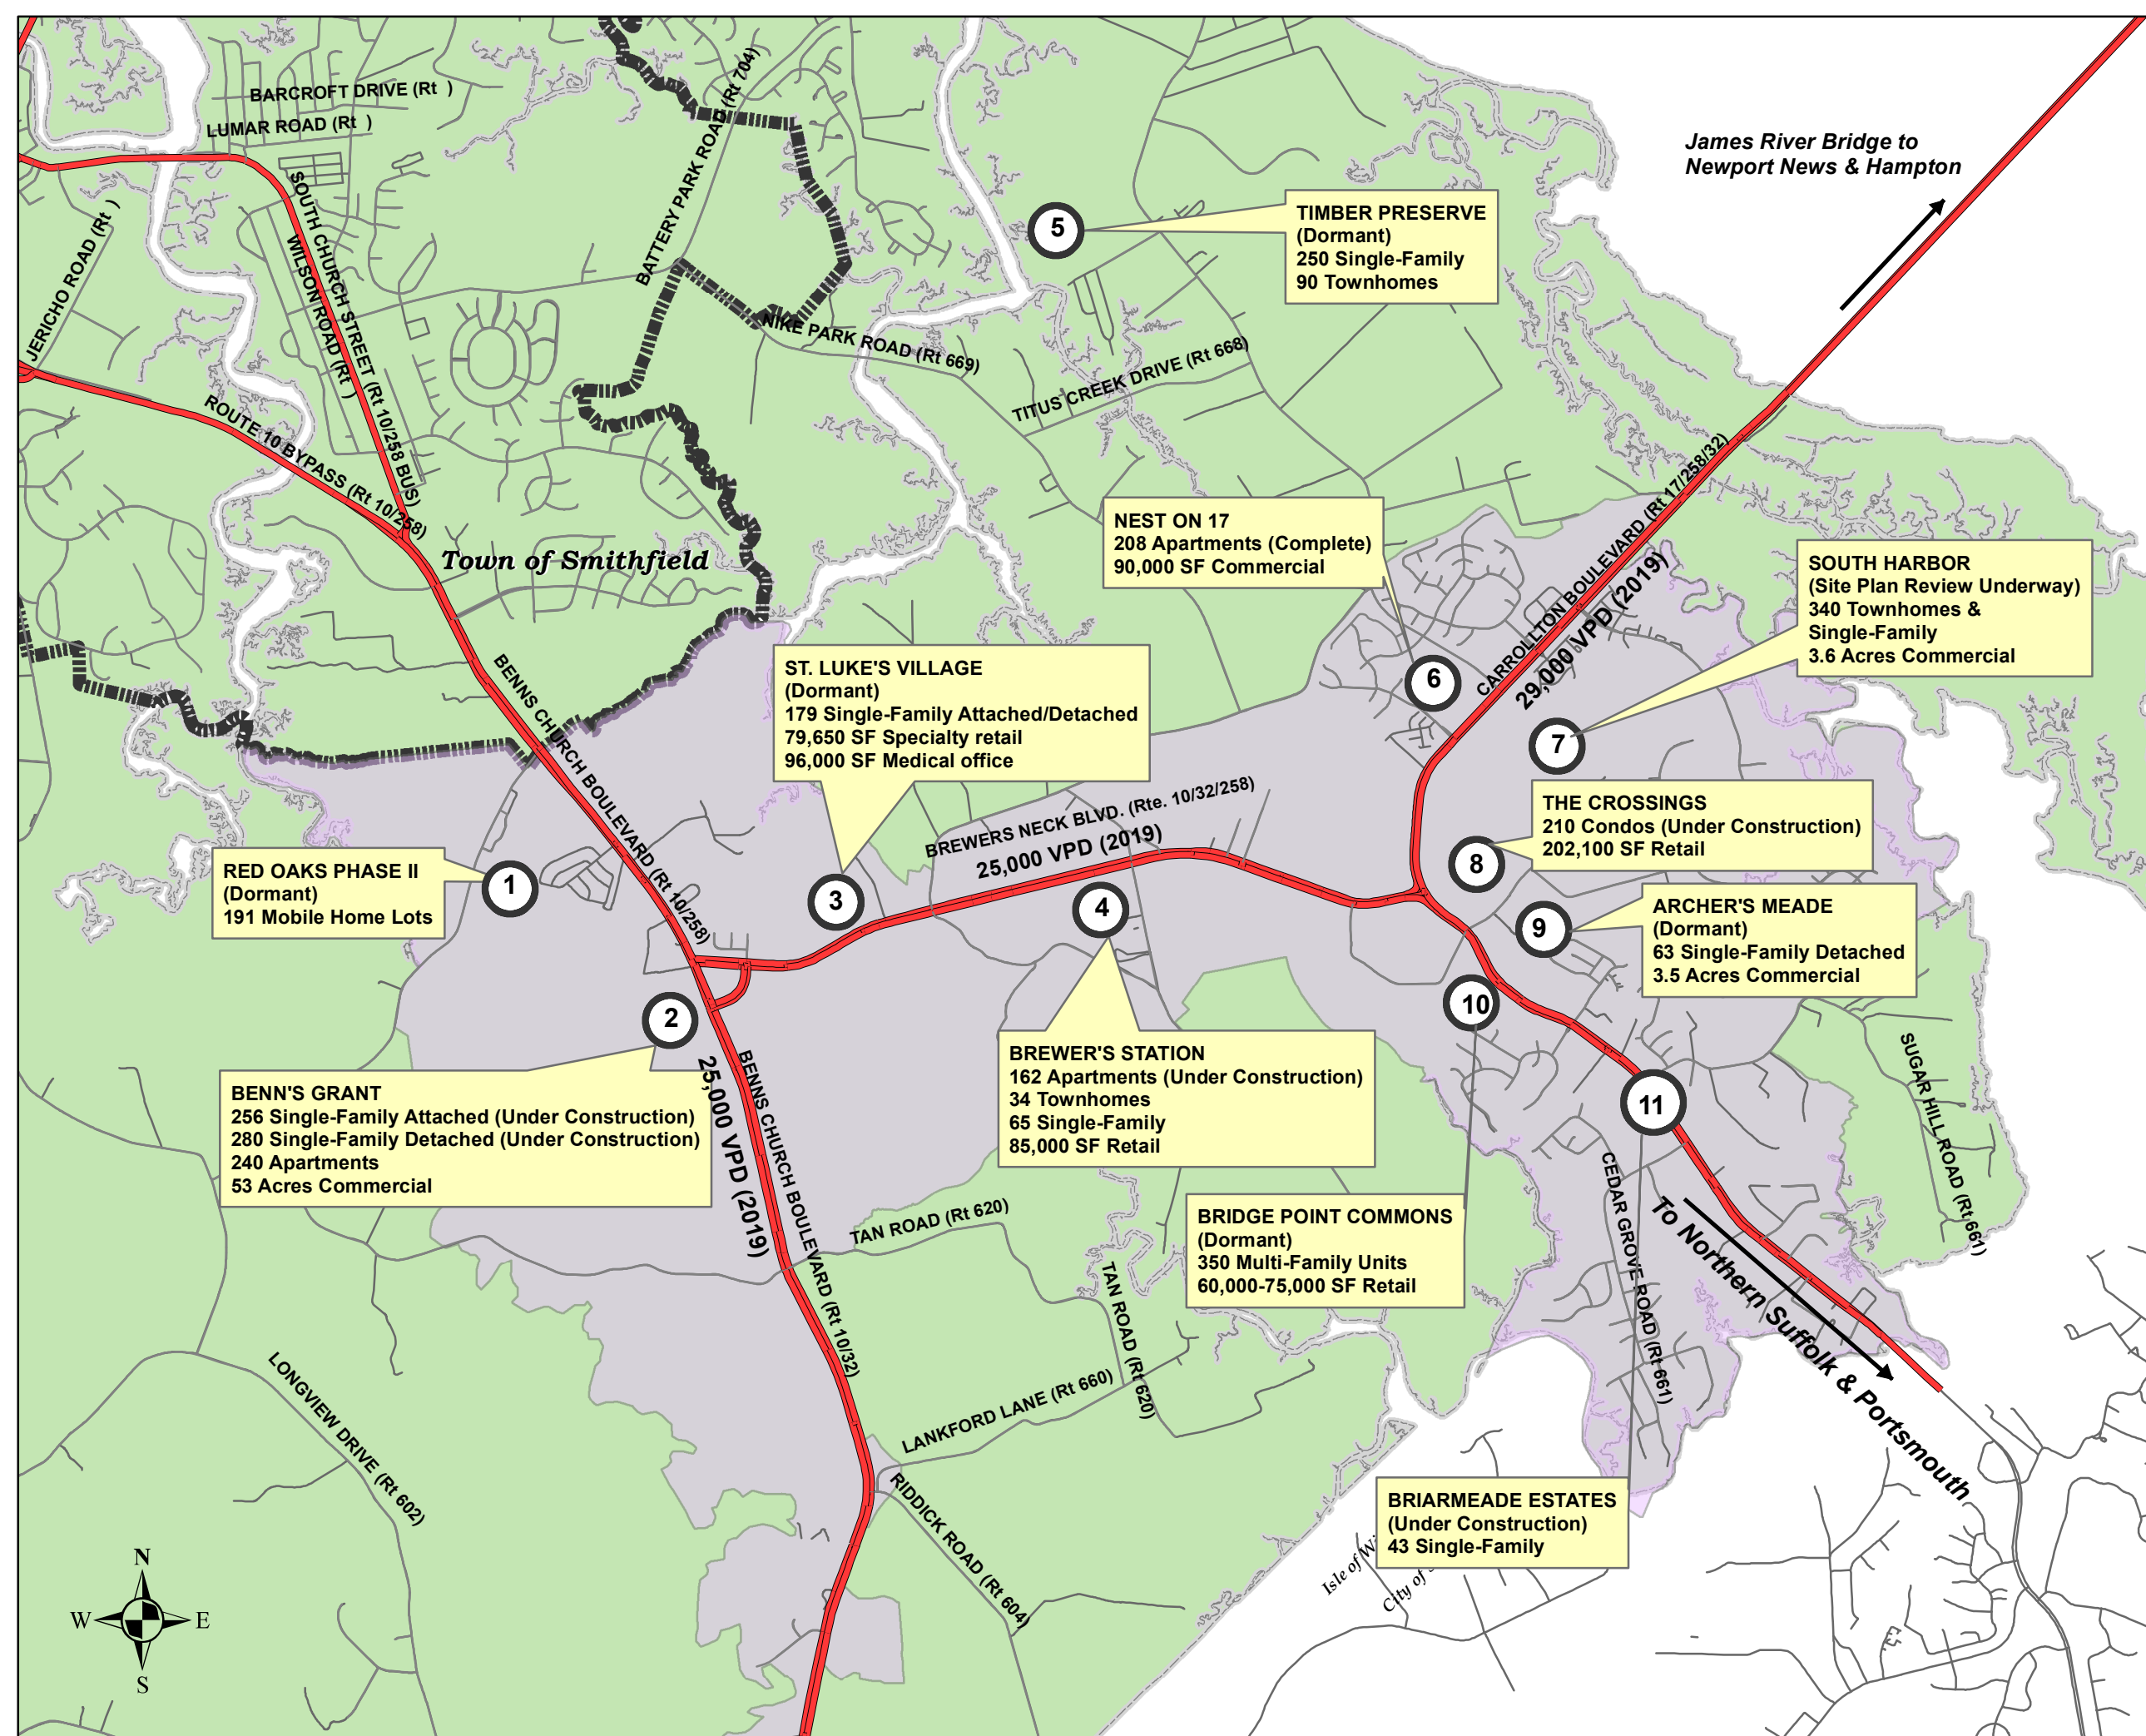 BARCROFT DRIVE (Rt )
LUMAR ROAD (Rt )
JERICHO ROAD (Rt )
SOUTH CHURCH STREET (Rt 10/258 BUS)
WILSON ROAD (Rt )
BATTERY PARK ROAD (Rt 704)
NIKE PARK ROAD (Rt 669)
TITUS CREEK DRIVE (Rt 668)
James River Bridge to
Newport News & Hampton
5
TIMBER PRESERVE
(Dormant)
250 Single-Family
90 Townhomes
ROUTE 10 BYPASS (Rt 10/258)
Town of Smithfield
NEST ON 17
208 Apartments (Complete)
90,000 SF Commercial
6
CARROLLTON BOULEVARD (Rt 17/258/32)
29,000 VPD (2019)
SOUTH HARBOR
(Site Plan Review Underway)
340 Townhomes &
Single-Family
3.6 Acres Commercial
7
BENNS CHURCH BOULEVARD (Rt 10/258)
ST. LUKE'S VILLAGE
(Dormant)
179 Single-Family Attached/Detached
79,650 SF Specialty retail
96,000 SF Medical office
3
BREWERS NECK BLVD. (Rte. 10/32/258)
25,000 VPD (2019)
THE CROSSINGS
210 Condos (Under Construction)
202,100 SF Retail
8
RED OAKS PHASE II
(Dormant)
191 Mobile Home Lots
1
4
ARCHER'S MEADE
(Dormant)
63 Single-Family Detached
3.5 Acres Commercial
9
10
2
BENN'S GRANT
256 Single-Family Attached (Under Construction)
280 Single-Family Detached (Under Construction)
240 Apartments
53 Acres Commercial
25,000 VPD (2019)
BENNS CHURCH BOULEVARD (Rt 10/32)
BREWER'S STATION
162 Apartments (Under Construction)
34 Townhomes
65 Single-Family
85,000 SF Retail
11
SUGAR HILL ROAD (Rt 661)
CEDAR GROVE ROAD (Rt 661)
BRIDGE POINT COMMONS
(Dormant)
350 Multi-Family Units
60,000-75,000 SF Retail
TAN ROAD (Rt 620)
TAN ROAD (Rt 620)
To Northern Suffolk & Portsmouth
LANKFORD LANE (Rt 660)
LONGVIEW DRIVE (Rt 602)
RIDDICK ROAD (Rt 604)
BRIARMEADE ESTATES
(Under Construction)
43 Single-Family
Isle of
City of
N
W E
S